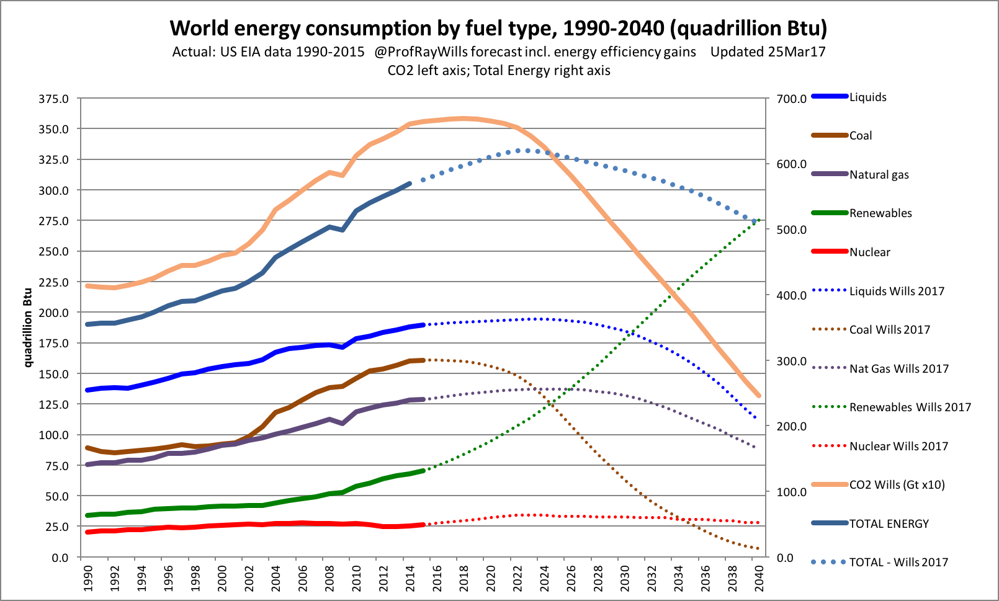 World energy consumption by fuel type, 1990-2040 (quadrillion Btu)
Actual: US EIA data 1990-2015 @ProfRayWills forecast incl. energy efficiency gains Updated 25Mar17
CO2 left axis; Total Energy right axis
375.0
350.0
325.0
300.0
275.0
250.0
225.0
200.0
175.0
150.0
125.0
100.0
75.0
50.0
25.0
0.0
quadrillion Btu
700.0
600.0
500.0
400.0
300.0
200.0
100.0
0.0
1990
1992
1994
1996
1998
2000
2002
2004
2006
2008
2010
2012
2014
2016
2018
2020
2022
2024
2026
2028
2030
2032
2034
2036
2038
2040
Liquids
Coal
Natural gas
Renewables
Nuclear
Liquids Wills 2017
Coal Wills 2017
Nat Gas Wills 2017
Renewables Wills 2017
Nuclear Wills 2017
CO2 Wills (Gt x10)
TOTAL ENERGY
TOTAL - Wills 2017